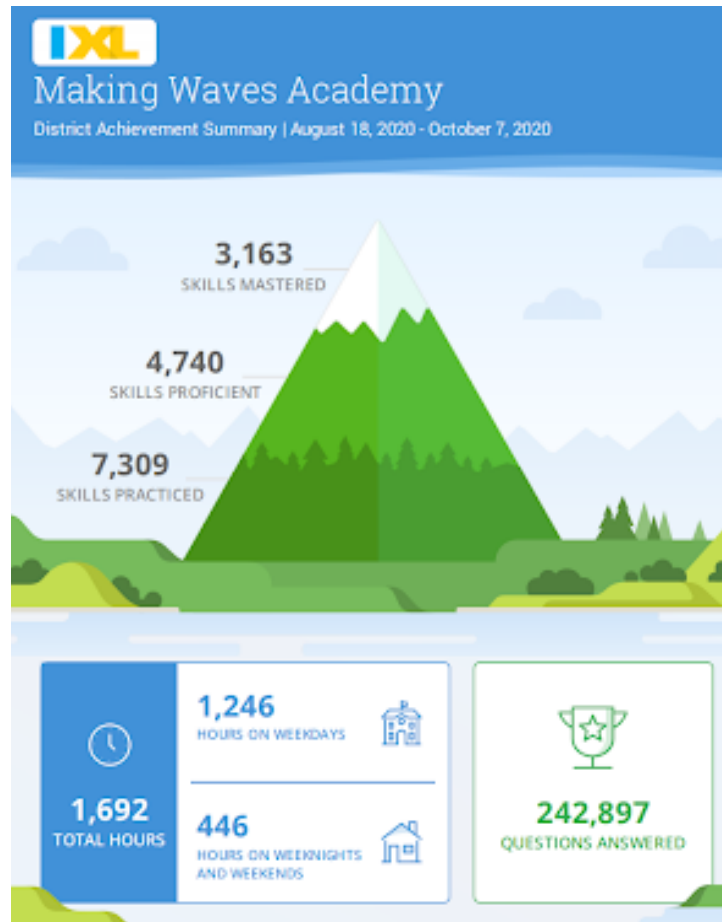 IXL
Making Waves Academy
District Achievement Summary | August 18, 2020 - October 7, 2020
3,163
SKILLS MASTERED
4,740
SKILLS PROFICIENT
7,309
SKILLS PRACTICED
1,692
TOTAL HOURS
1,246
HOURS ON WEEKDAYS
446
HOURS ON WEEKNIGHTS
AND WEEKENDS
242,897
QUESTIONS ANSWERED